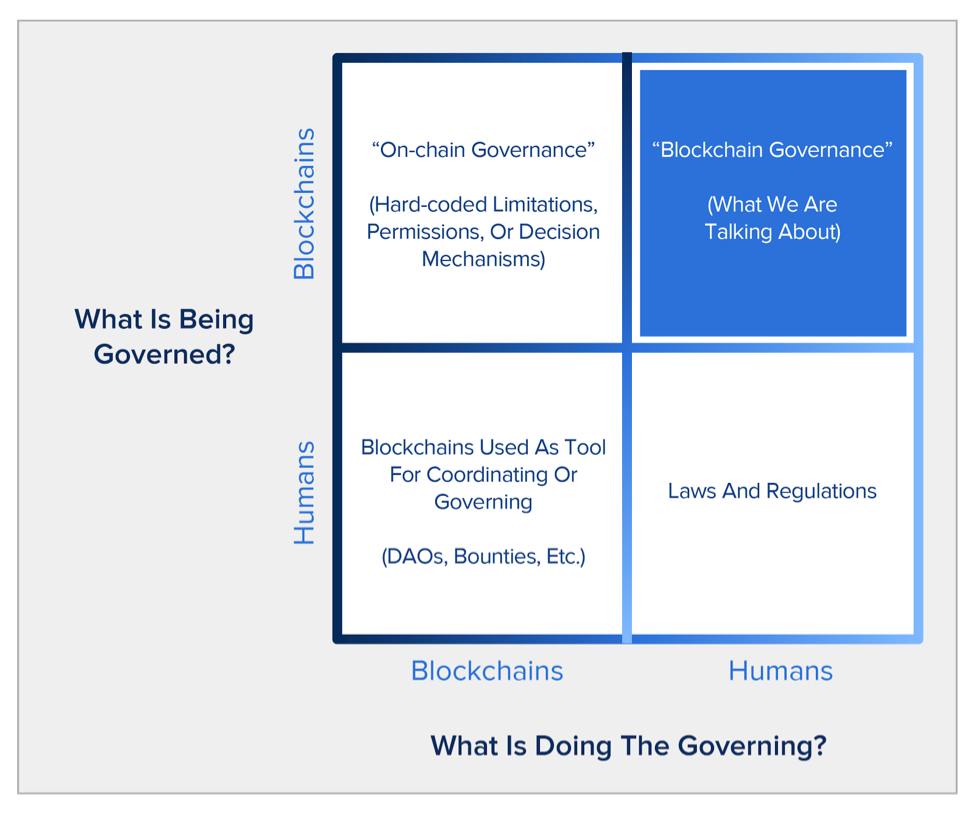 Blockchains
“On-chain Governance”
(Hard-coded Limitations,
Permissions, Or Decision
Mechanisms)
“Blockchain Governance”
(What We Are
Talking About)
What Is Being
Governed?
Humans
Blockchains Used As Tool
For Coordinating Or
Governing
(DAOs, Bounties, Etc.)
Laws And Regulations
Blockchains
Humans
What Is Doing The Governing?